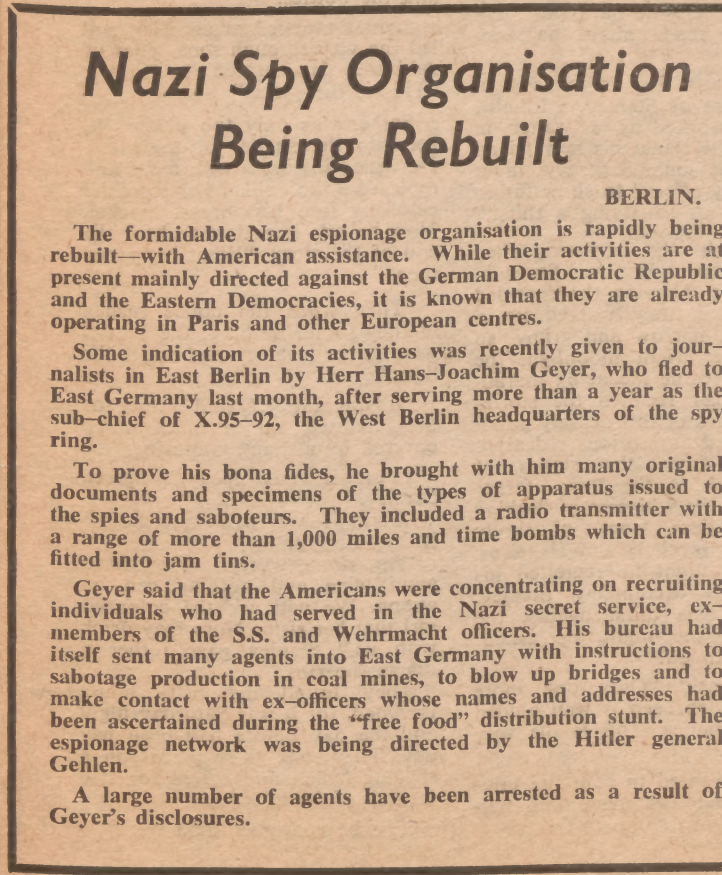 Nazi Spy Organisation
Being Rebuilt
BERLIN.
The formidable Nazi espionage organisation is rapidly being
rebuilt—with American assistance. While their activities are at
present mainly directed against the German Democratic Republic
and the Eastern Democracies, it is known that they are already
operating in Paris and other European centres.
Some indication of its activities was recently given to jour-
nalists in East Berlin by Herr Hans-Joachim Geyer, who fled to
East Germany last month, after serving more than a year as the
sub-chief of X.95-92, the West Berlin headquarters of the spy
ring.
To prove his bona fides, he brought with him many original
documents and specimens of the types of apparatus issued to
the spies and saboteurs. They included a radio transmitter with
a range of more than 1,000 miles and time bombs which can be
fitted into jam tins.
Geyer said that the Americans were concentrating on recruiting
individuals who had served in the Nazi secret service, ex-
members of the S.S. and Wehrmacht officers. His bureau had
itself sent many agents into East Germany with instructions to
sabotage production in coal mines, to blow up bridges and to
make contact with ex-officers whose names and addresses had
been ascertained during the "free food" distribution stunt. The
espionage network was being directed by the Hitler general
Gehlen.
A large number of agents have been arrested as a result of
Geyer's disclosures.